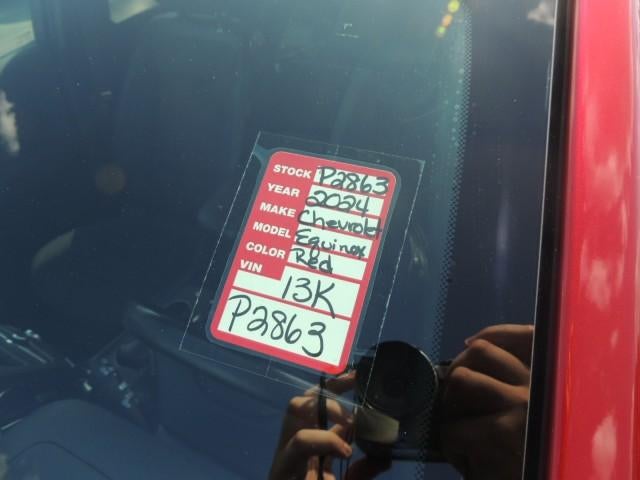 STOCK P2863
YEAR 2024
MAKE Chevrolet
MODEL Equinox
COLOR Red
VIN
13K
P2863